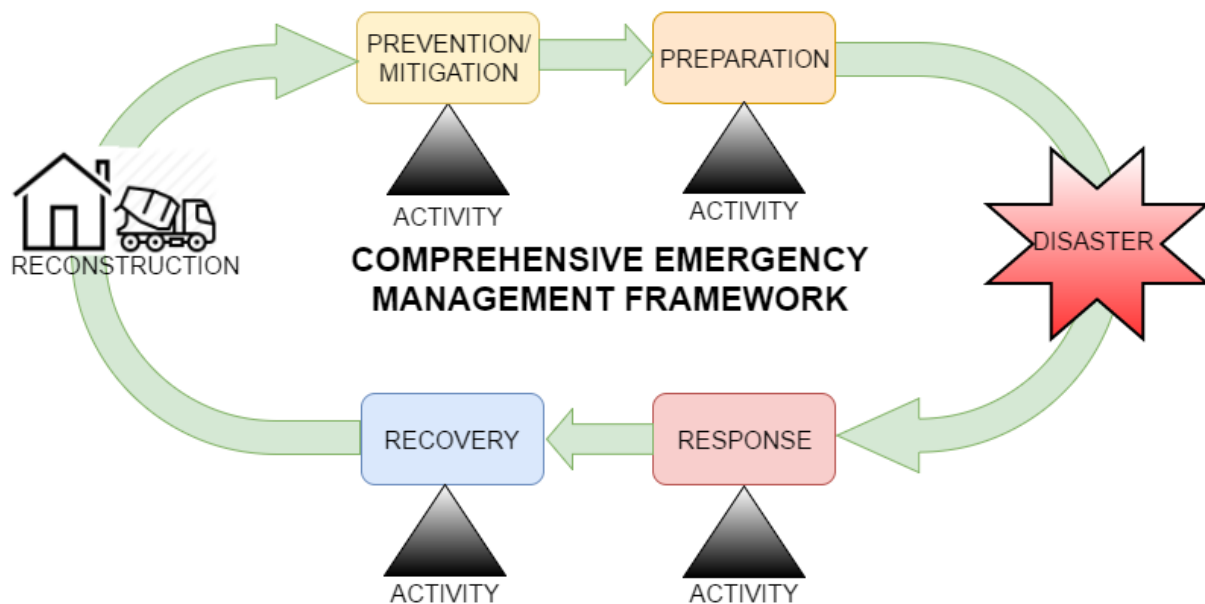 PREVENTION/
MITIGATION
PREPARATION
ACTIVITY
ACTIVITY
RECONSTRUCTION
COMPREHENSIVE EMERGENCY
MANAGEMENT FRAMEWORK
DISASTER
RECOVERY
RESPONSE
ACTIVITY
ACTIVITY